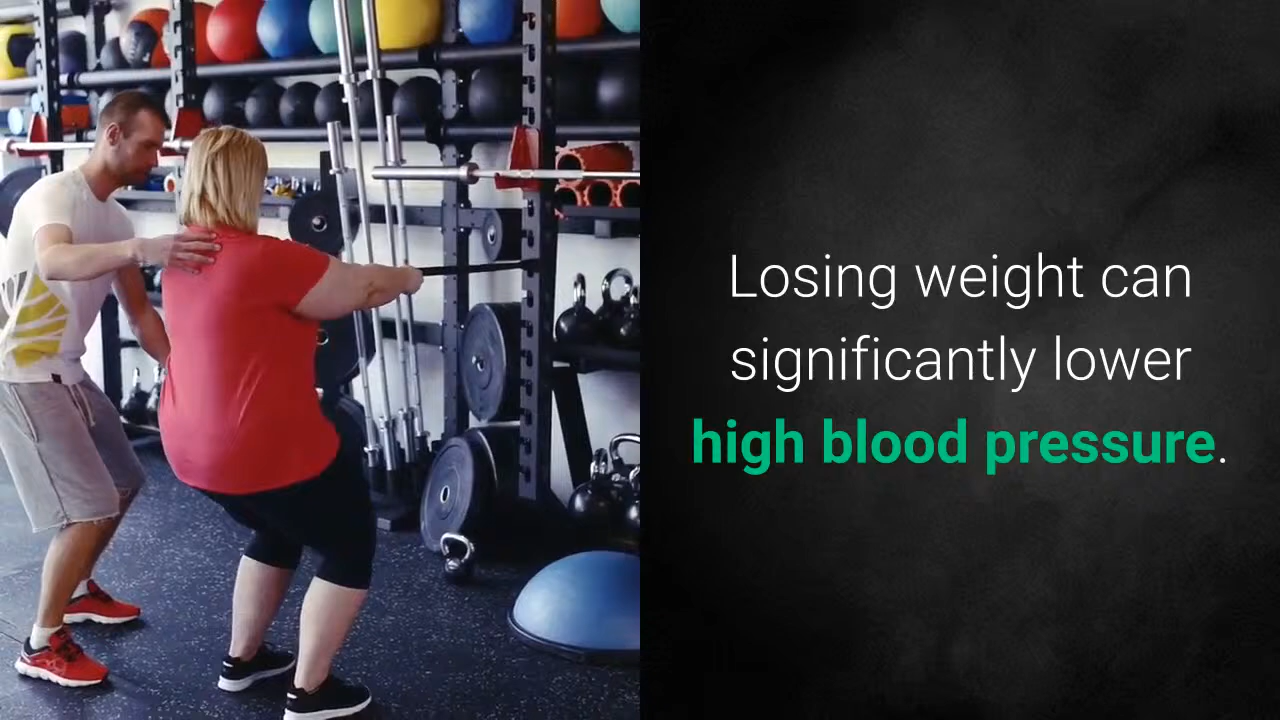 Losing weight can
significantly lower
high blood pressure.